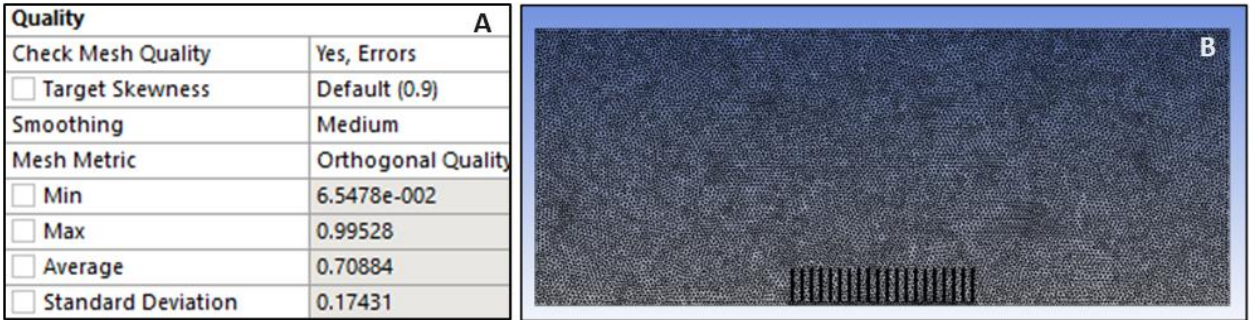 Quality
A
Check Mesh Quality Yes, Errors
Target Skewness Default (0.9)
Smoothing Medium
Mesh Metric Orthogonal Quality
Min 6.5478e-002
Max 0.99528
Average 0.70884
Standard Deviation 0.17431
B